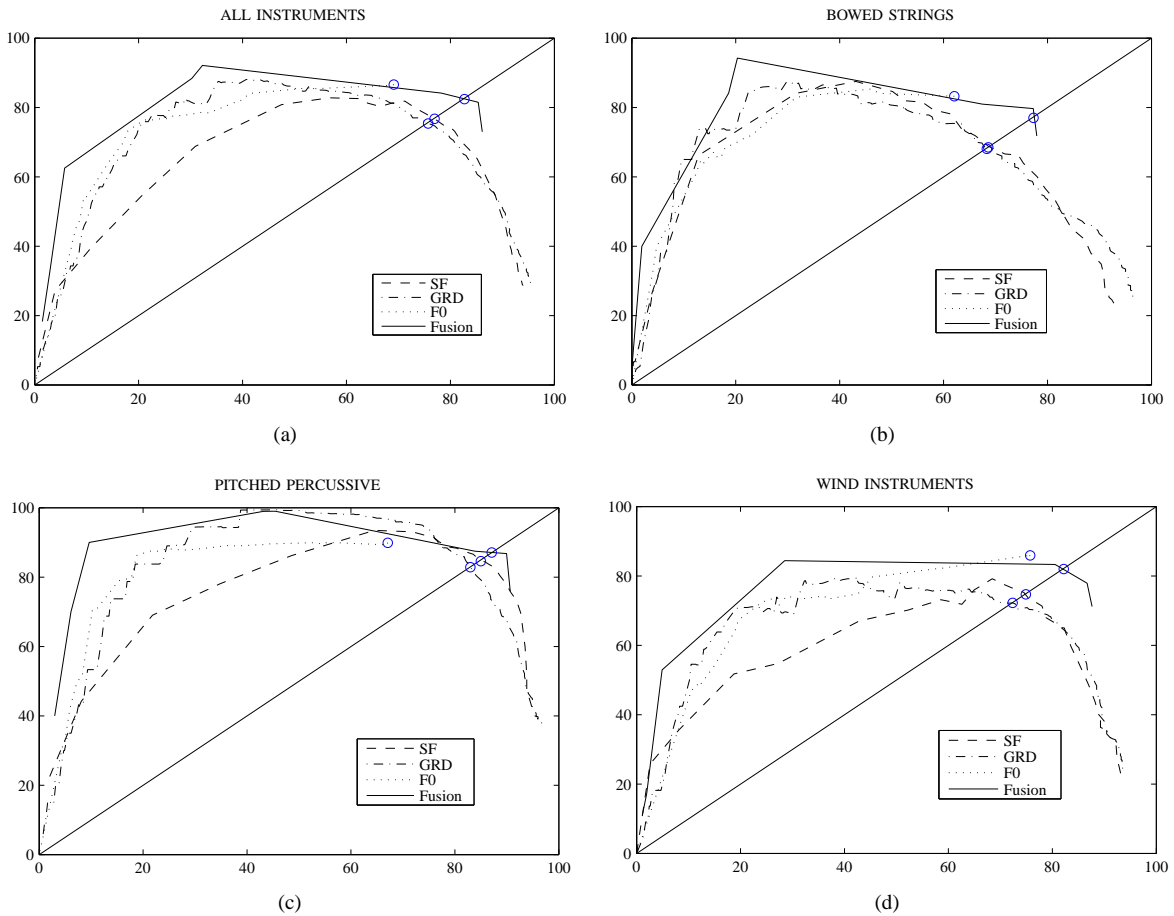 ALL INSTRUMENTS
100
80
60
40
20
0
SF
GRD
F0
Fusion
0 20 40 60 80 100
(a)
BOWED STRINGS
100
80
60
40
20
0
SF
GRD
F0
Fusion
0 20 40 60 80 100
(b)
PITCHED PERCUSSIVE
100
80
60
40
20
0
SF
GRD
F0
Fusion
0 20 40 60 80 100
(c)
WIND INSTRUMENTS
100
80
60
40
20
0
SF
GRD
F0
Fusion
0 20 40 60 80 100
(d)